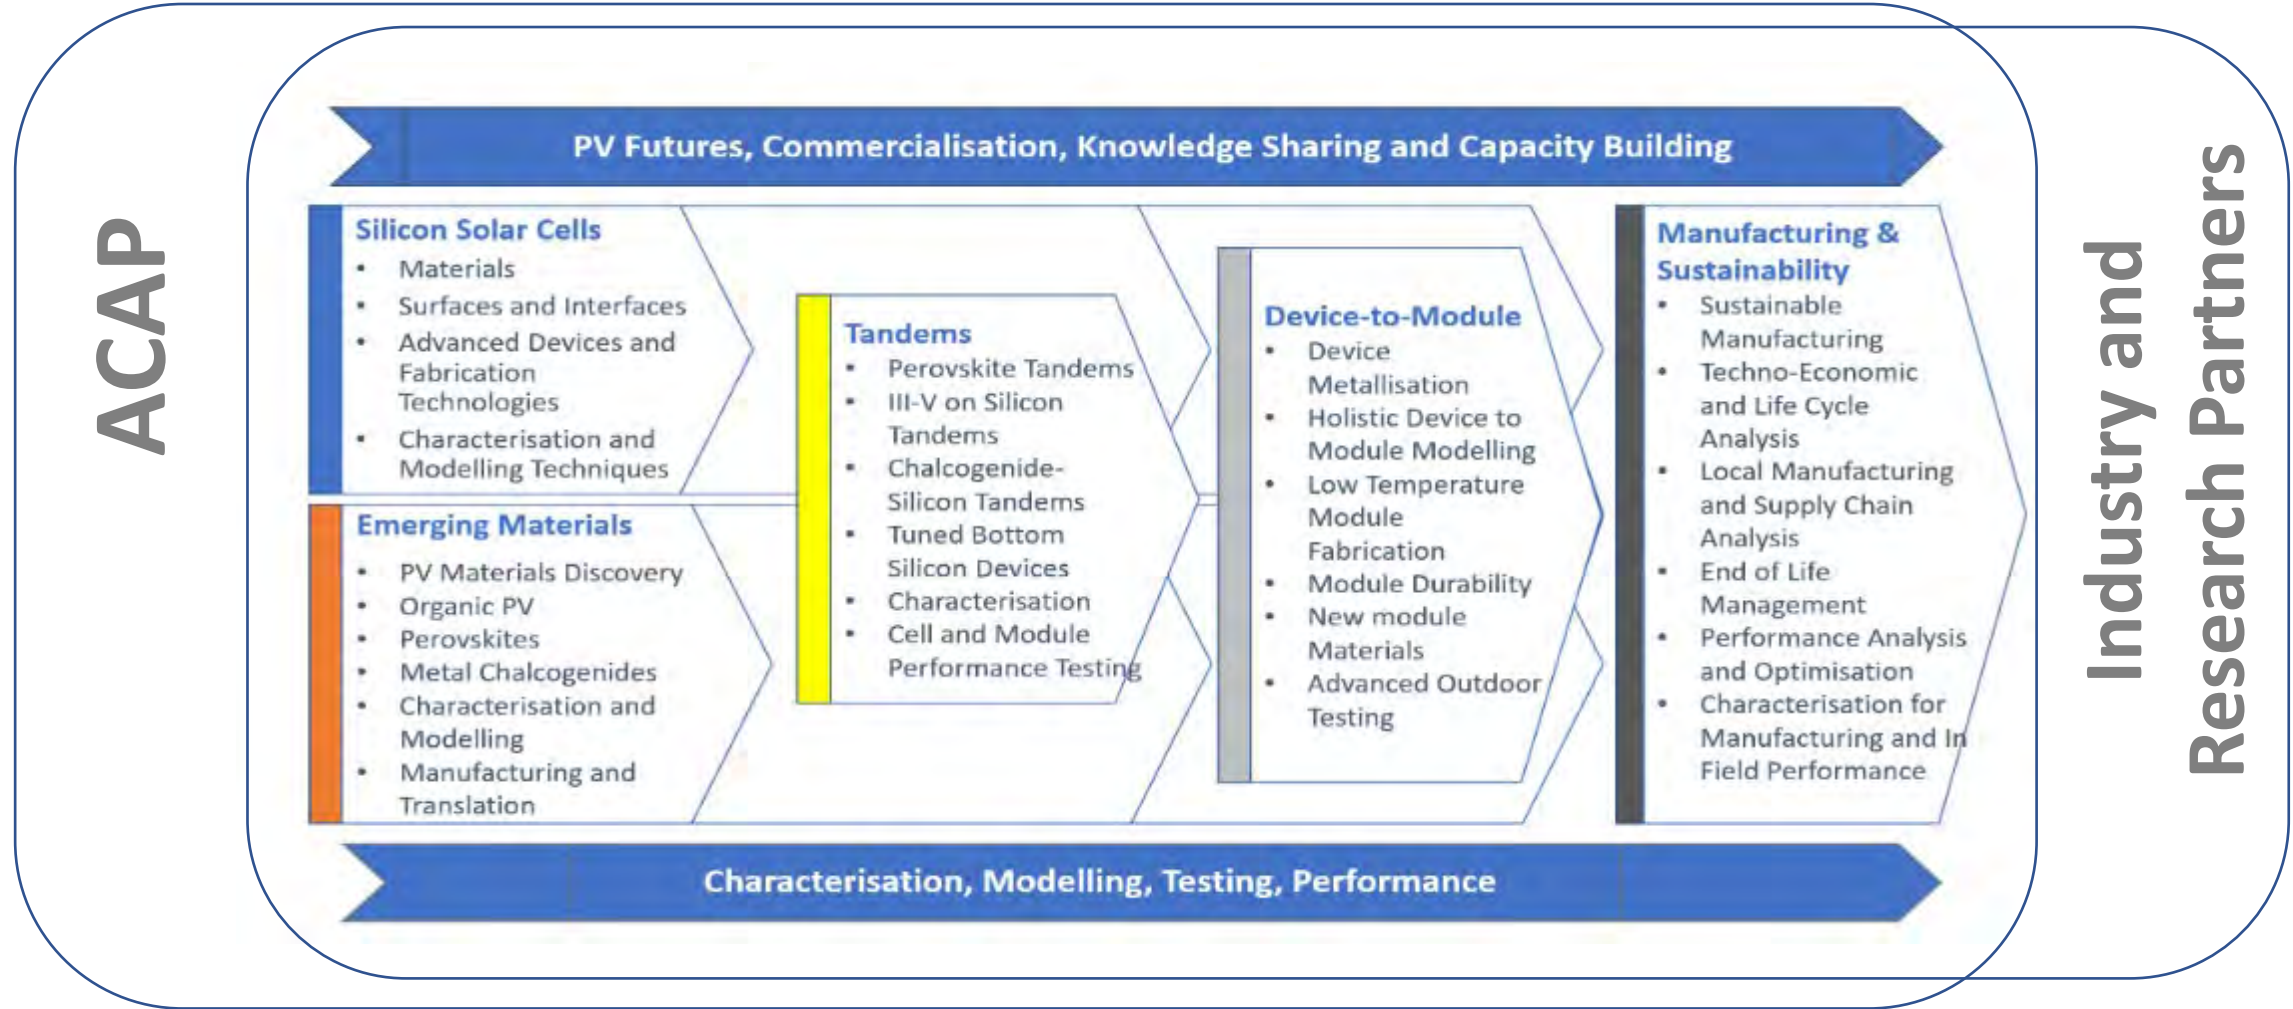 ACAP
PV Futures, Commercialisation, Knowledge Sharing and Capacity Building
Silicon Solar Cells
• Materials
• Surfaces and Interfaces
• Advanced Devices and
Fabrication
Technologies
• Characterisation and
Modelling Techniques
Emerging Materials
• PV Materials Discovery
• Organic PV
• Perovskites
• Metal Chalcogenides
• Characterisation and
Modelling
• Manufacturing and
Translation
Tandems
• Perovskite Tandems
• III-V on Silicon
Tandems
• Chalcogenide-
Silicon Tandems
• Tuned Bottom
Silicon Devices
• Characterisation
• Cell and Module
Performance Testing
Device-to-Module
• Device
Metallisation
• Holistic Device to
Module Modelling
• Low Temperature
Module
Fabrication
• Module Durability
• New module
Materials
• Advanced Outdoor
Testing
Manufacturing &
Sustainability
• Sustainable
Manufacturing
• Techno-Economic
and Life Cycle
Analysis
• Local Manufacturing
and Supply Chain
Analysis
• End of Life
Management
• Performance Analysis
and Optimisation
• Characterisation for
Manufacturing and In
Field Performance
Characterisation, Modelling, Testing, Performance
Industry and
Research Partners